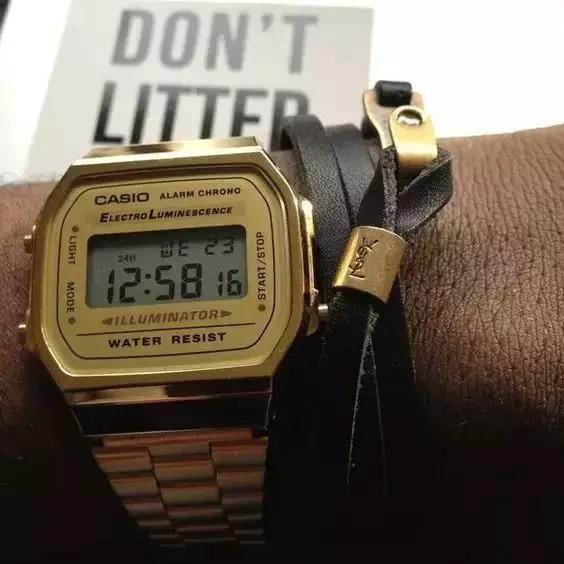 DON'T
LITTER
CASIO ALARM CHRONO
ELECTRO LUMINESCENCE
LIGHT
MODE
START/STOP
24H WE 23
12:58 16
ILLUMINATOR
WATER RESIST
YSL